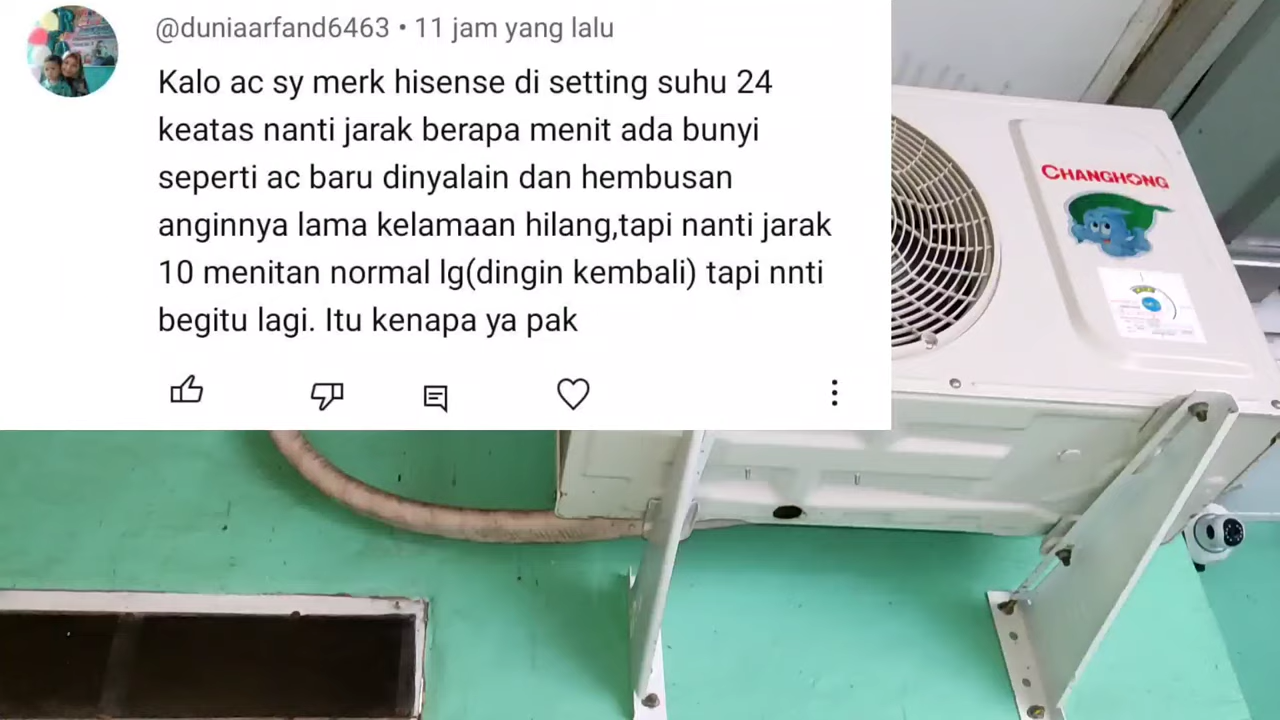 @duniaarfand6463 • 11 jam yang lalu
Kalo ac sy merk hisense di setting suhu 24
keatas nanti jarak berapa menit ada bunyi
seperti ac baru dinyalain dan hembusan
anginnya lama kelamaan hilang,tapi nanti jarak
10 menitan normal lg(dingin kembali) tapi nnti
begitu lagi. Itu kenapa ya pak
CHANGHONG